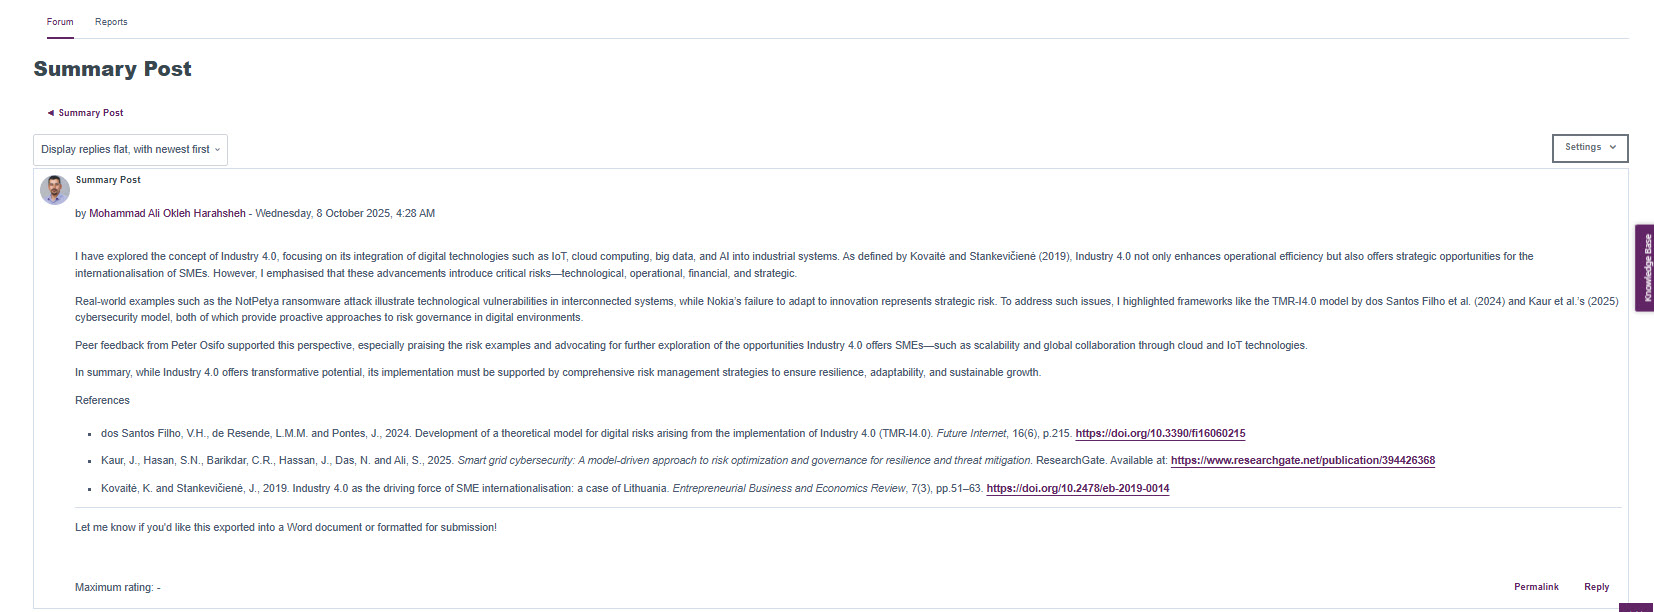 Forum Reports
Summary Post
◄ Summary Post
Display replies flat, with newest first
Settings
Summary Post
by Mohammad Ali Okleh Harahsheh - Wednesday, 8 October 2025, 4:28 AM
Knowledge Base
I have explored the concept of Industry 4.0, focusing on its integration of digital technologies such as IoT, cloud computing, big data, and AI into industrial systems. As defined by Kovaitė and Stankevičienė (2019), Industry 4.0 not only enhances operational efficiency but also offers strategic opportunities for the
internationalisation of SMEs. However, I emphasised that these advancements introduce critical risks—technological, operational, financial, and strategic.
Real-world examples such as the NotPetya ransomware attack illustrate technological vulnerabilities in interconnected systems, while Nokia's failure to adapt to innovation represents strategic risk. To address such issues, I highlighted frameworks like the TMR-I4.0 model by dos Santos Filho et al. (2024) and Kaur et al.'s (2025)
cybersecurity model, both of which provide proactive approaches to risk governance in digital environments.
Peer feedback from Peter Osifo supported this perspective, especially praising the risk examples and advocating for further exploration of the opportunities Industry 4.0 offers SMEs—such as scalability and global collaboration through cloud and IoT technologies.
In summary, while Industry 4.0 offers transformative potential, its implementation must be supported by comprehensive risk management strategies to ensure resilience, adaptability, and sustainable growth.
References
• dos Santos Filho, V.H., de Resende, L.M.M. and Pontes, J., 2024. Development of a theoretical model for digital risks arising from the implementation of Industry 4.0 (TMR-I4.0). Future Internet, 16(6), p.215. https://doi.org/10.3390/fi16060215
• Kaur, J., Hasan, S.N., Barikdar, C.R., Hassan, J., Das, N. and Ali, S., 2025. Smart grid cybersecurity: A model-driven approach to risk optimization and governance for resilience and threat mitigation. ResearchGate. Available at: https://www.researchgate.net/publication/394426368
• Kovaitė, K. and Stankevičienė, J., 2019. Industry 4.0 as the driving force of SME internationalisation: a case of Lithuania. Entrepreneurial Business and Economics Review, 7(3), pp.51–63. https://doi.org/10.2478/eb-2019-0014
Let me know if you'd like this exported into a Word document or formatted for submission!
Maximum rating: -
Permalink Reply